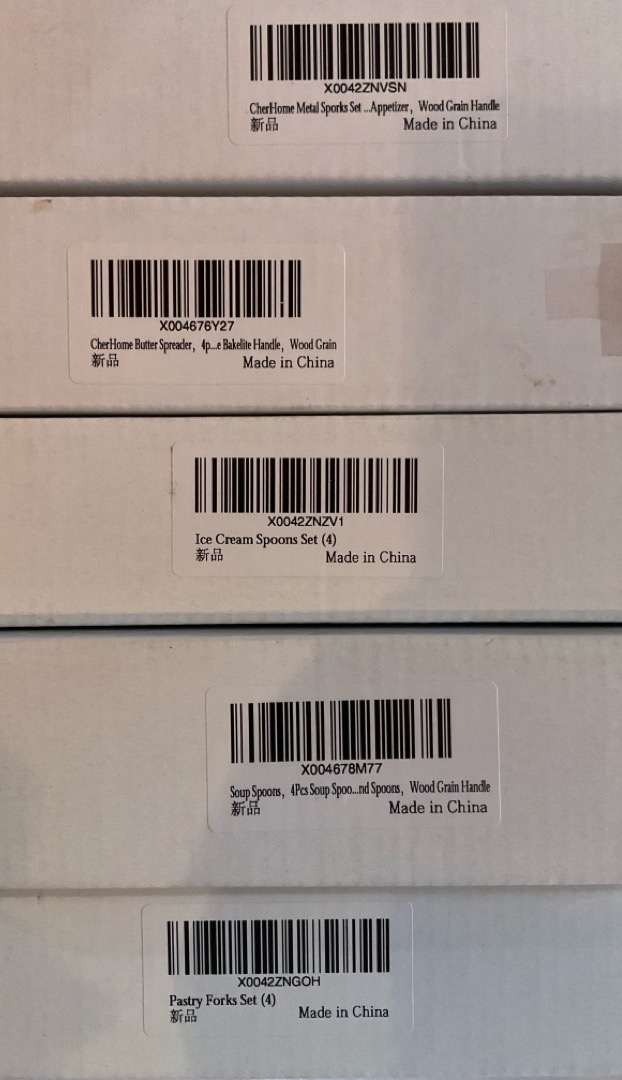 X0042ZNVSN
CherHome Metal Sporks Set ...Appetizer, Wood Grain Handle
新品 Made in China
X004676Y27
CherHome Butter Spreader, 4p...e Bakelite Handle, Wood Grain
新品 Made in China
X0042ZNZV1
Ice Cream Spoons Set (4)
新品 Made in China
X004678M77
Soup Spoons, 4Pcs Soup Spoo...nd Spoons, Wood Grain Handle
新品 Made in China
X0042ZNGOH
Pastry Forks Set (4)
新品 Made in China